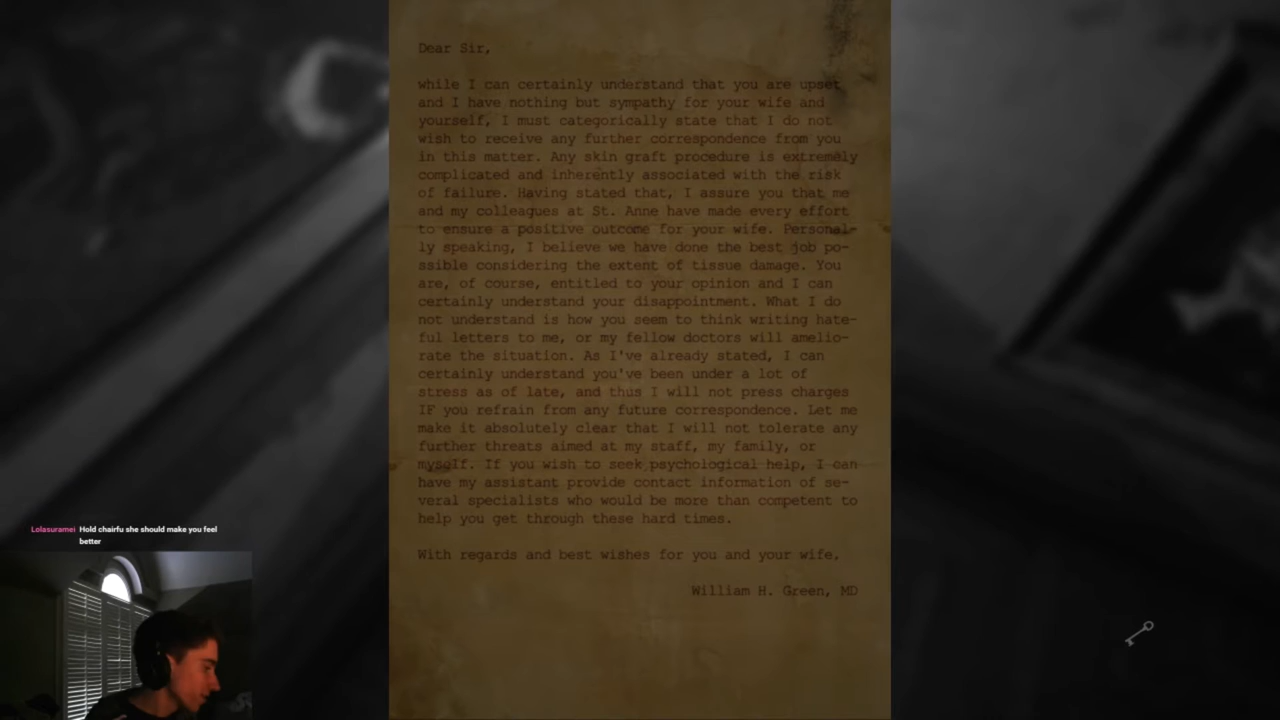 Dear Sir,
while I can certainly understand that you are upset
and I have nothing but sympathy for your wife and
yourself, I must categorically state that I do not
wish to receive any further correspondence from you
in this matter. Any skin graft procedure is extremely
complicated and inherently associated with the risk
of failure. Having stated that, I assure you that me
and my colleagues at St. Anne have made every effort
to ensure a positive outcome for your wife. Personal-
ly speaking, I believe we have done the best job po-
ssible considering the extent of tissue damage. You
are, of course, entitled to your opinion and I can
certainly understand your disappointment. What I do
not understand is how you seem to think writing hate-
ful letters to me, or my fellow doctors will amelio-
rate the situation. As I've already stated, I can
certainly understand you've been under a lot of
stress as of late, and thus I will not press charges
IF you refrain from any future correspondence. Let me
make it absolutely clear that I will not tolerate any
further threats aimed at my staff, my family, or
myself. If you wish to seek psychological help, I can
have my assistant provide contact information of se-
veral specialists who would be more than competent to
help you get through these hard times.
With regards and best wishes for you and your wife,
William H. Green, MD
Lolasuramei Hold chairfu she should make you feel
better